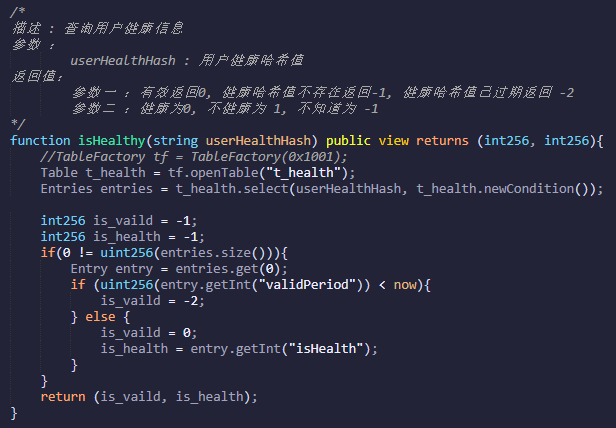 /*
描述 : 查询用户健康信息
参数 :
userHealthHash : 用户健康哈希值
返回值:
参数一 : 有效返回0, 健康哈希值不存在返回-1, 健康哈希值已过期返回 -2
参数二 : 健康为0, 不健康为 1, 不知道为 -1
*/
function isHealthy(string userHealthHash) public view returns (int256, int256){
//TableFactory tf = TableFactory(0x1001);
Table t_health = tf.openTable("t_health");
Entries entries = t_health.select(userHealthHash, t_health.newCondition());
int256 is_vaild = -1;
int256 is_health = -1;
if(0 != uint256(entries.size())){
Entry entry = entries.get(0);
if (uint256(entry.getInt("validPeriod")) < now){
is_vaild = -2;
} else {
is_vaild = 0;
is_health = entry.getInt("isHealth");
}
}
return (is_vaild, is_health);
}